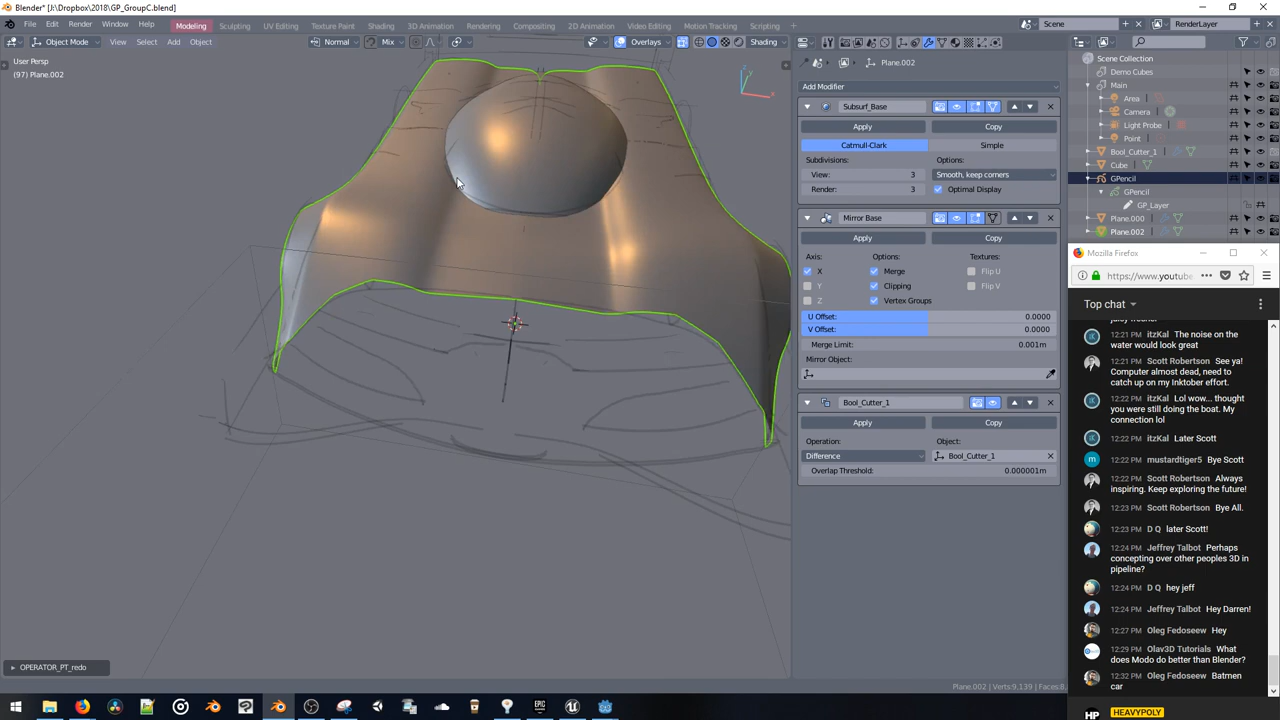 Blender* [J:\Dropbox\2018\GP_GroupC.blend]
File Edit Render Window Help
Modeling Sculpting UV Editing Texture Paint Shading 3D Animation Rendering Compositing 2D Animation Video Editing Motion Tracking Scripting +
Scene
RenderLayer
Object Mode View Select Add Object
Normal Mix Overlays Shading
User Persp
(97) Plane.002
z
x
OPERATOR_PT_redo
Plane.002
Add Modifier
Subsurf_Base
Apply Copy
Catmull-Clark Simple
Subdivisions: Options:
View: 3 Smooth, keep corners
Render: 3 Optimal Display
Mirror Base
Apply Copy
Axis: Options: Textures:
X Merge Flip U
Y Clipping Flip V
Z Vertex Groups
U Offset: 0.0000
V Offset: 0.0000
Merge Limit: 0.001m
Mirror Object:
Bool_Cutter_1
Apply Copy
Operation: Object:
Difference Bool_Cutter_1
Overlap Threshold: 0.000001m
Scene Collection
Demo Cubes
Main
Area
Camera
Light Probe
Point
Bool_Cutter_1
Cube
GPencil
GPencil
GP_Layer
Plane.000
Plane.002
Mozilla Firefox
https://www.youtube
Top chat
12:21 PM itzKal The noise on the
water would look great
12:21 PM Scott Robertson See ya!
Computer almost dead, need to
catch up on my Inktober effort.
12:22 PM itzKal Lol wow... thought
you were still doing the boat. My
connection lol
12:22 PM itzKal Later Scott
12:22 PM mustardtiger5 Bye Scott
12:22 PM Scott Robertson Always
inspiring. Keep exploring the future!
12:23 PM Scott Robertson Bye All.
12:23 PM D Q later Scott!
12:24 PM Jeffrey Talbot Perhaps
concepting over other peoples 3D in
pipeline?
12:24 PM D Q hey jeff
12:24 PM Jeffrey Talbot Hey Darren!
12:27 PM Oleg Fedoseew Hey
12:29 PM Olav3D Tutorials What
does Modo do better than Blender?
12:32 PM Oleg Fedoseew Batmen
car
HP HEAVYPOLY